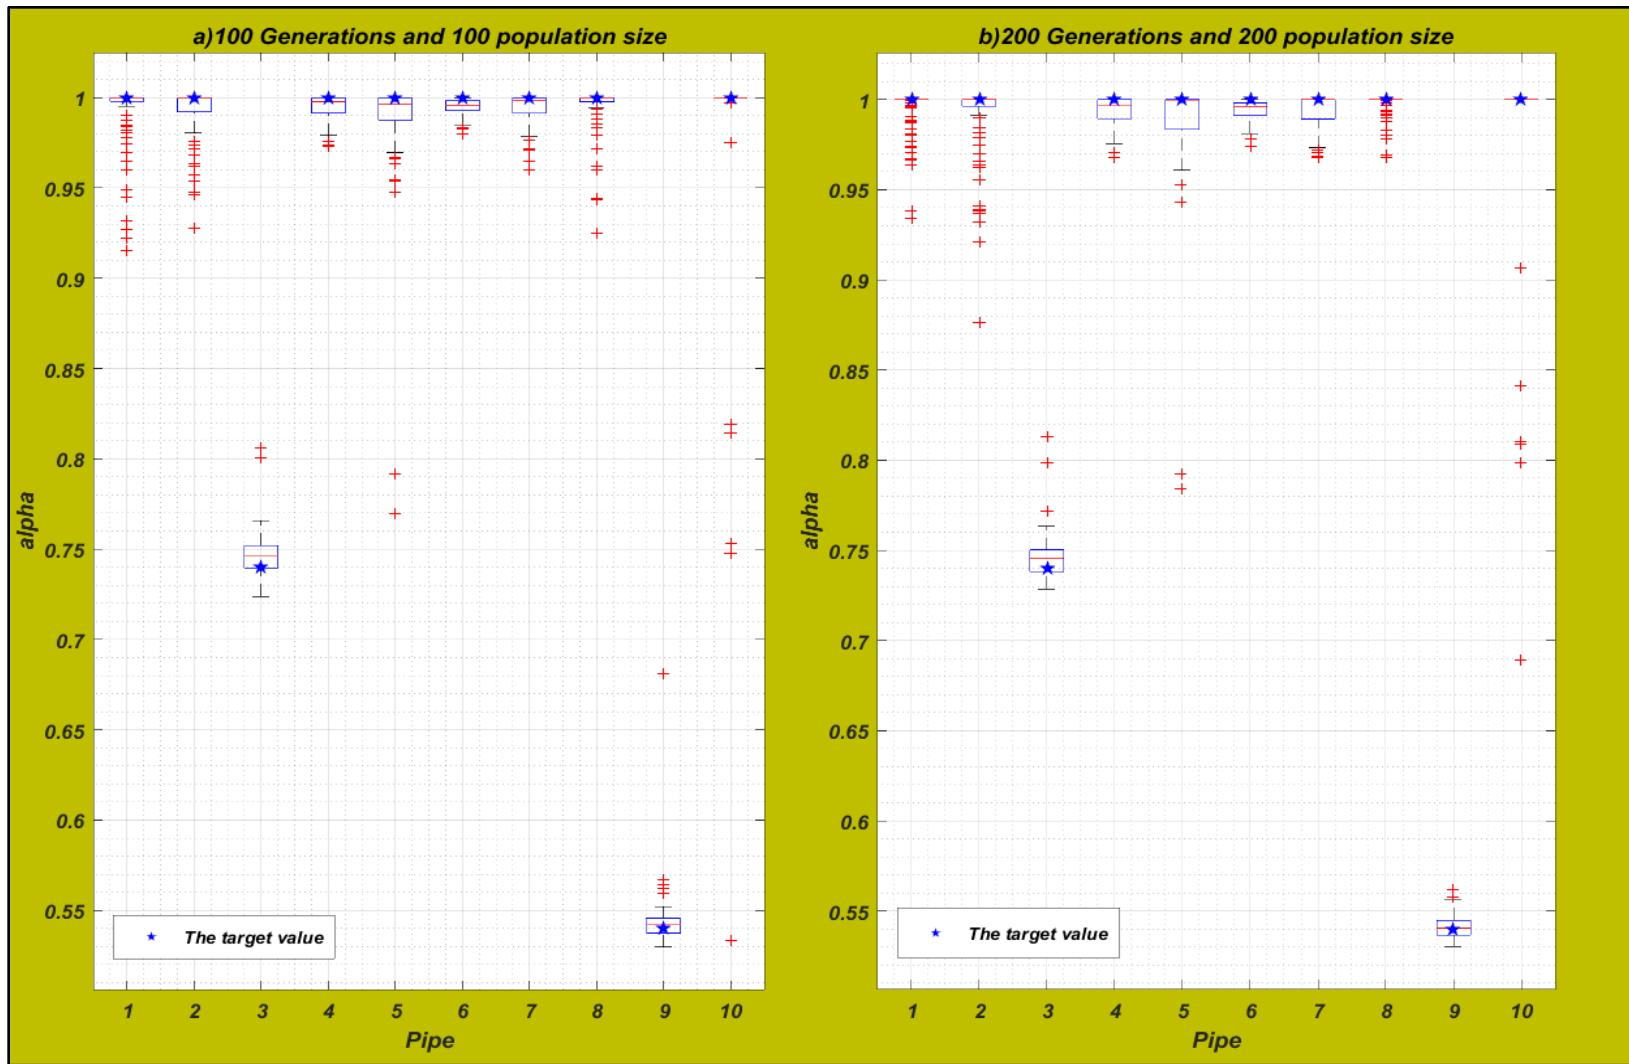 a)100 Generations and 100 population size
1
0.95
0.9
0.85
0.8
0.75
0.7
0.65
0.6
0.55
alpha
The target value
1 2 3 4 5 6 7 8 9 10
Pipe
b)200 Generations and 200 population size
1
0.95
0.9
0.85
0.8
0.75
0.7
0.65
0.6
0.55
alpha
The target value
1 2 3 4 5 6 7 8 9 10
Pipe